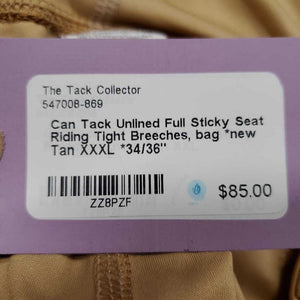 The Tack Collector
547008-869
Can Tack Unlined Full Sticky Seat
Riding Tight Breeches, bag *new
Tan XXXL *34/36"
ZZ8PZF
$85.00